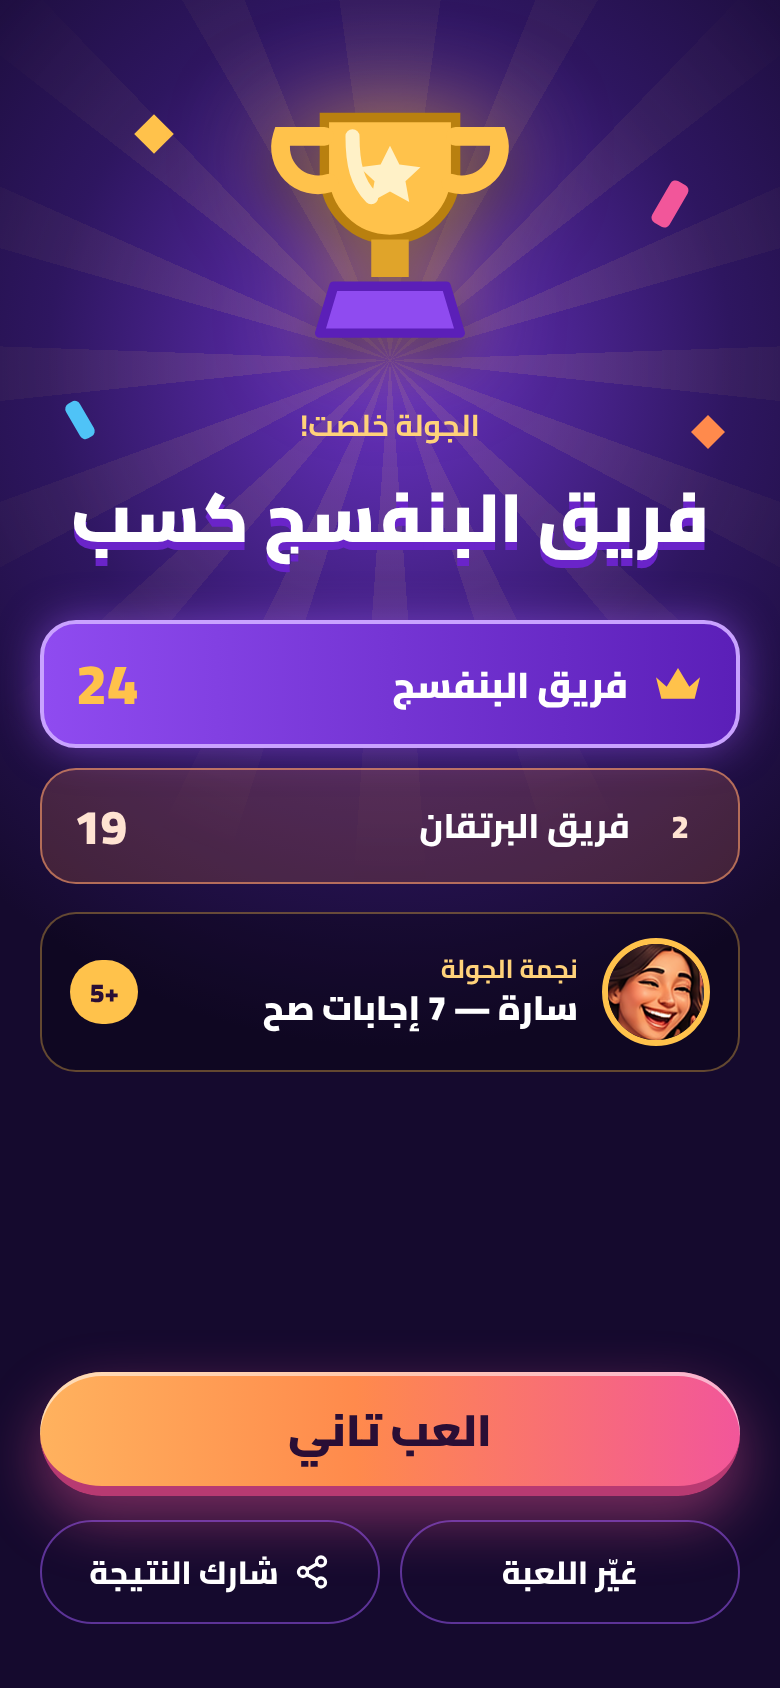 الجولة خلصت!
فريق البنفسج كسب
فريق البنفسج 24
2 فريق البرتقان 19
نجمة الجولة
سارة — 7 إجابات صح
+5
العب تاني
غيّر اللعبة
شارك النتيجة